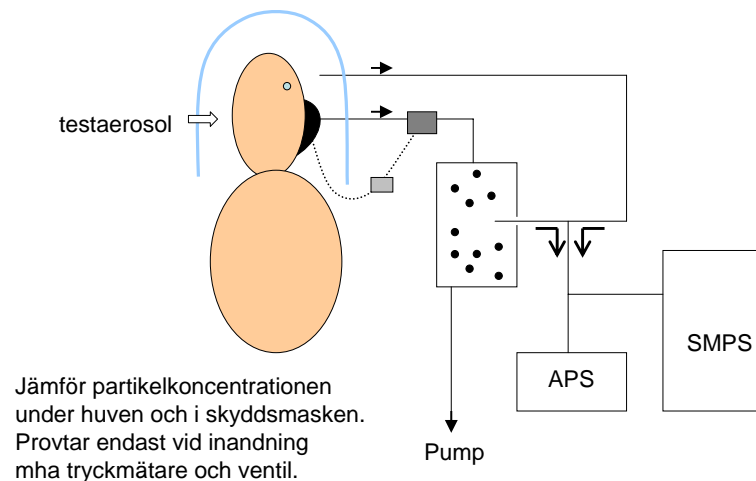 testaerosol
SMPS
APS
Jämför partikelkoncentrationen
under huven och i skyddsmasken.
Provtar endast vid inandning
mha tryckmätare och ventil.
Pump